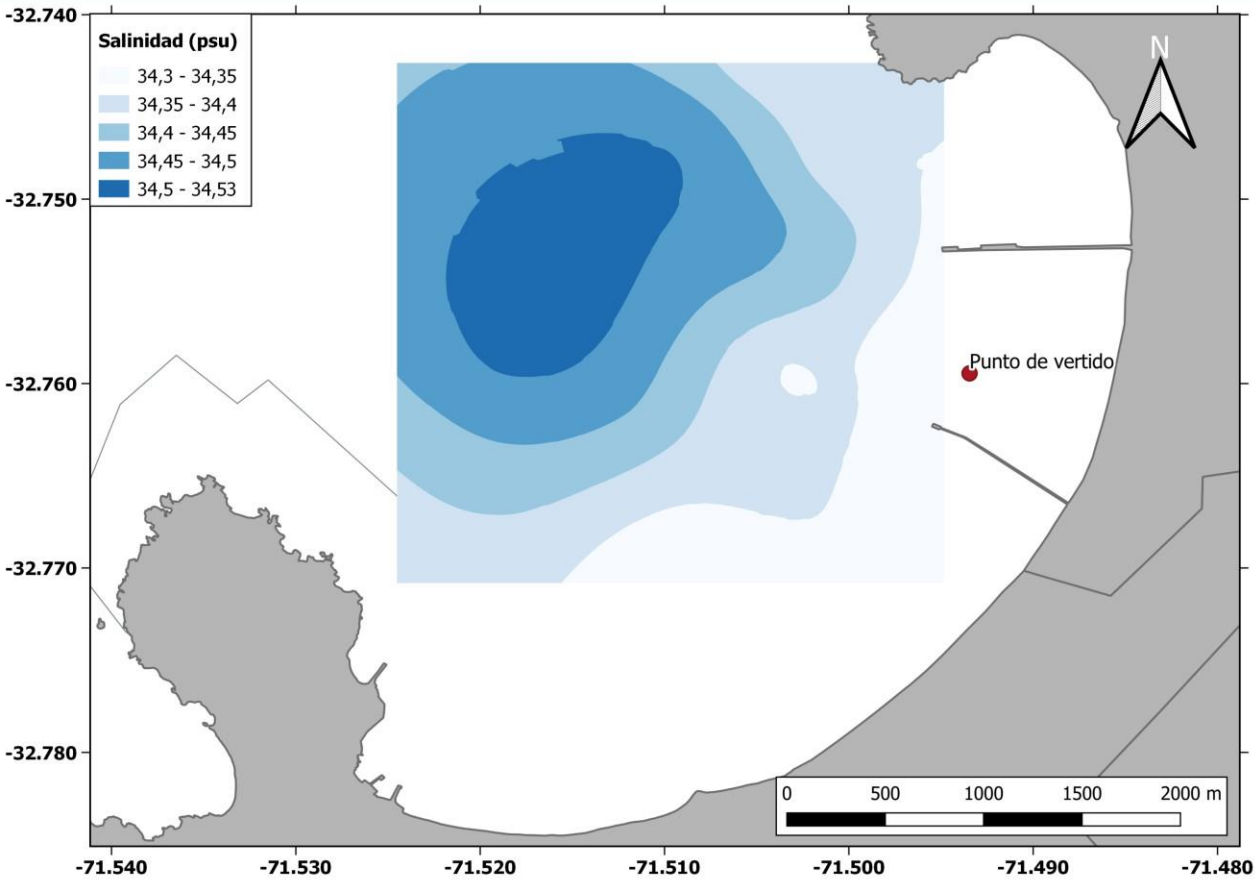 -32.740
Salinidad (psu)
34,3 - 34,35
34,35 - 34,4
34,4 - 34,45
34,45 - 34,5
34,5 - 34,53
N
-32.750
-32.760
Punto de vertido
-32.770
-32.780
0 500 1000 1500 2000 m
-71.540 -71.530 -71.520 -71.510 -71.500 -71.490 -71.480